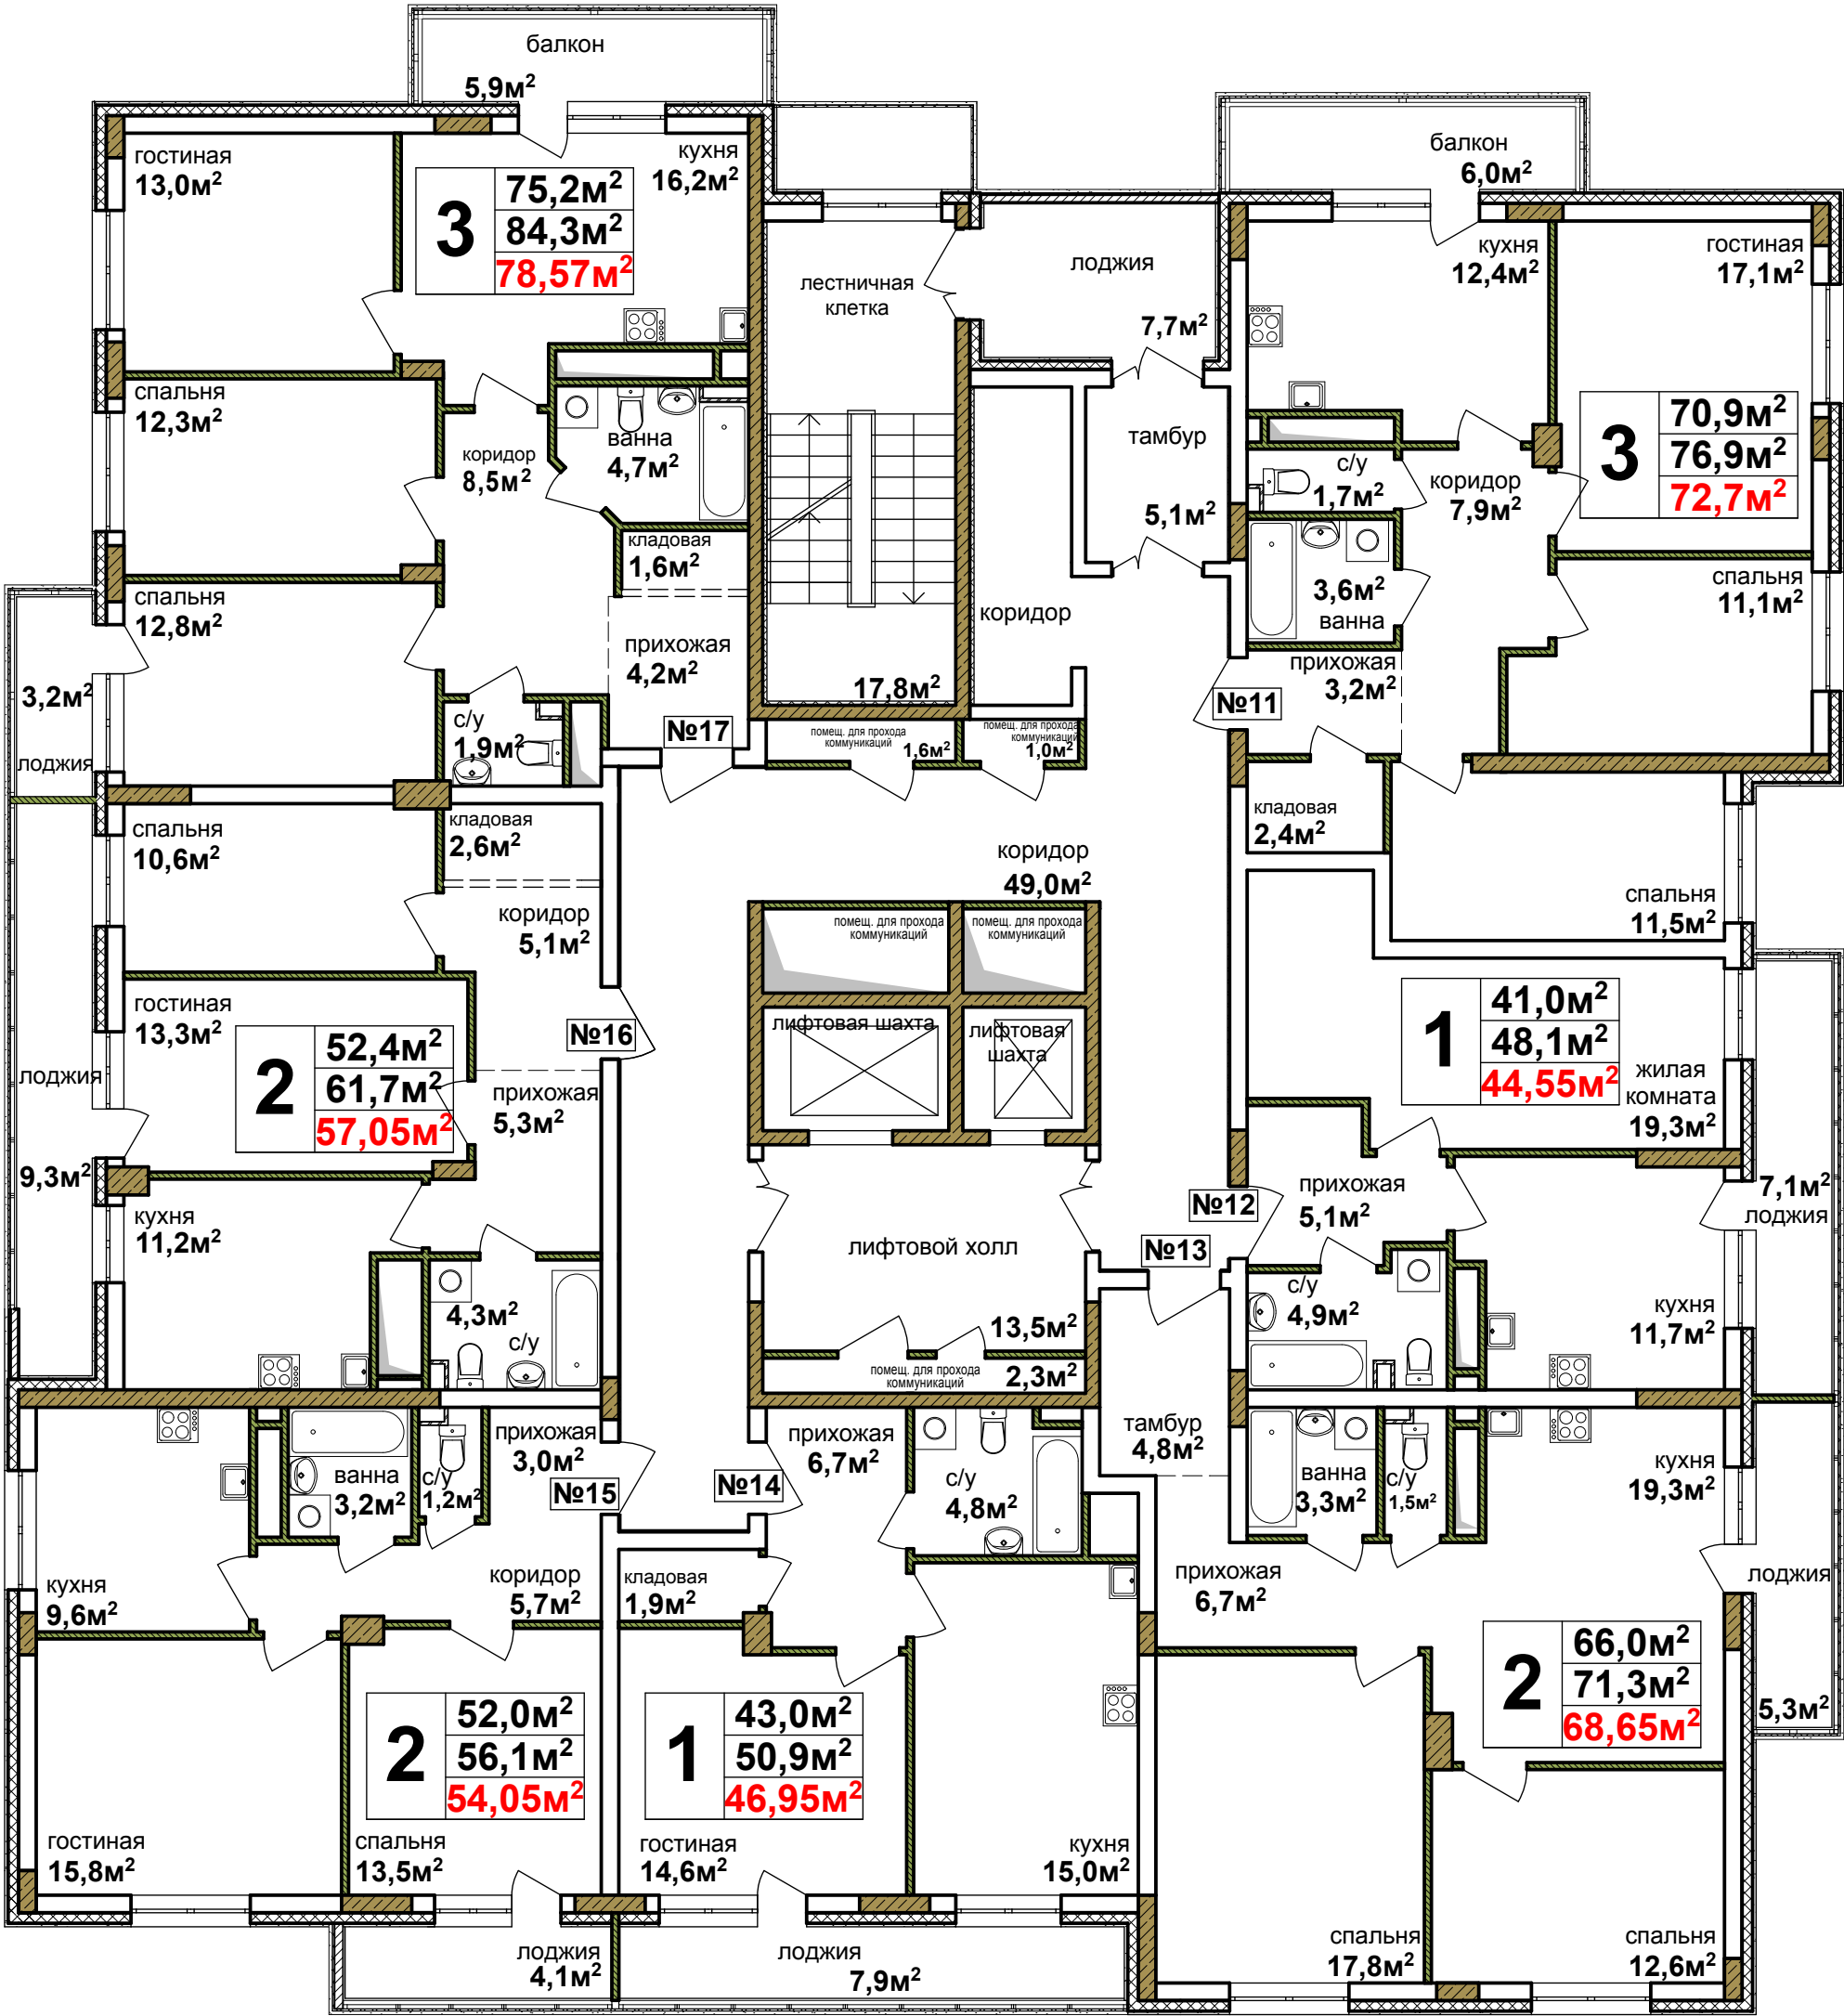 балкон
5,9м²
гостиная
13,0м²
кухня
16,2м²
3
75,2м²
84,3м²
78,57м²
спальня
12,3м²
коридор
8,5м²
ванна
4,7м²
кладовая
1,6м²
спальня
12,8м²
прихожая
4,2м²
с/у
1,9м²
3,2м²
лоджия
№17
лестничная
клетка
17,8м²
лоджия
7,7м²
тамбур
5,1м²
коридор
помещ. для прохода
коммуникаций
1,6м²
помещ. для прохода
коммуникаций
1,0м²
балкон
6,0м²
кухня
12,4м²
гостиная
17,1м²
3
70,9м²
76,9м²
72,7м²
с/у
1,7м²
коридор
7,9м²
3,6м²
ванна
спальня
11,1м²
прихожая
3,2м²
№11
кладовая
2,4м²
спальня
11,5м²
спальня
10,6м²
кладовая
2,6м²
коридор
5,1м²
гостиная
13,3м²
2
52,4м²
61,7м²
57,05м²
№16
прихожая
5,3м²
лоджия
9,3м²
кухня
11,2м²
4,3м²
с/у
коридор
49,0м²
помещ. для прохода
коммуникаций
помещ. для прохода
коммуникаций
лифтовая шахта
лифтовая
шахта
лифтовой холл
13,5м²
помещ. для прохода
коммуникаций
2,3м²
1
41,0м²
48,1м²
44,55м²
жилая
комната
19,3м²
№12
прихожая
5,1м²
7,1м²
лоджия
№13
с/у
4,9м²
кухня
11,7м²
прихожая
3,0м²
ванна
3,2м²
с/у
1,2м²
№15
кухня
9,6м²
коридор
5,7м²
2
52,0м²
56,1м²
54,05м²
гостиная
15,8м²
спальня
13,5м²
лоджия
4,1м²
№14
прихожая
6,7м²
с/у
4,8м²
кладовая
1,9м²
1
43,0м²
50,9м²
46,95м²
гостиная
14,6м²
кухня
15,0м²
лоджия
7,9м²
тамбур
4,8м²
ванна
3,3м²
с/у
1,5м²
кухня
19,3м²
прихожая
6,7м²
лоджия
5,3м²
2
66,0м²
71,3м²
68,65м²
спальня
17,8м²
спальня
12,6м²